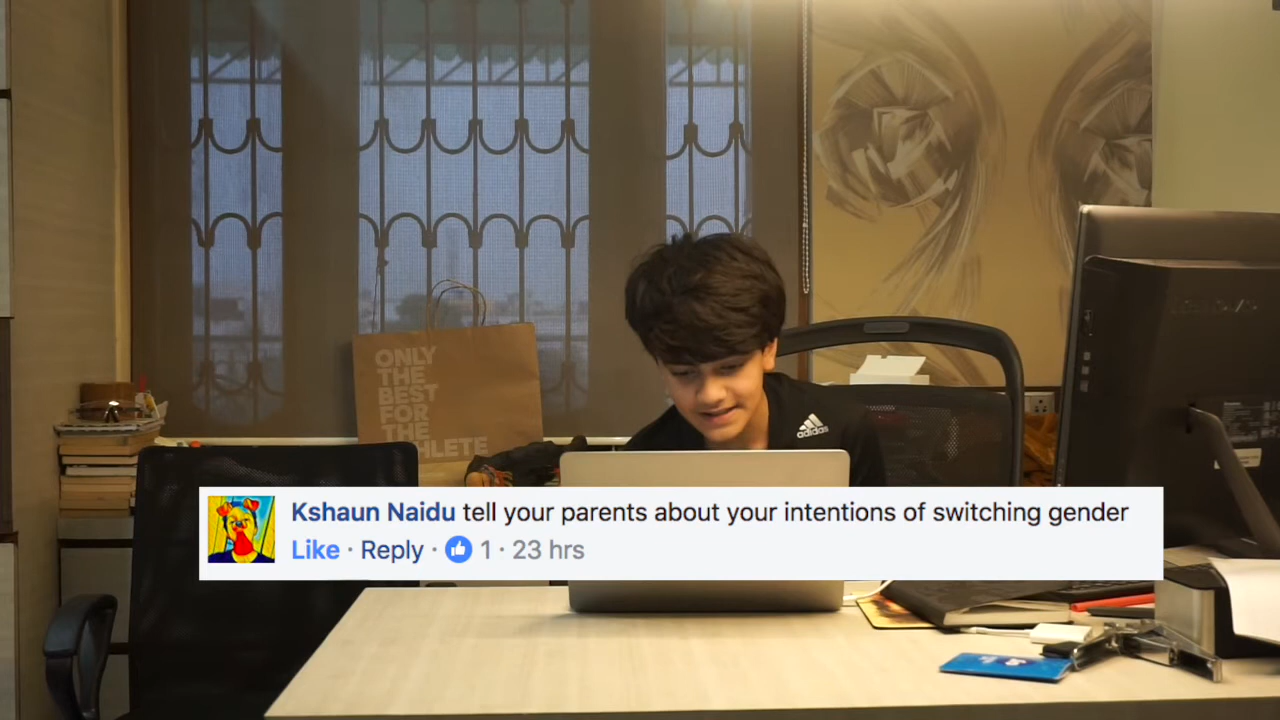 ONLY
THE
BEST
FOR
THE
ATHLETE
adidas
Kshaun Naidu tell your parents about your intentions of switching gender
Like · Reply · 1 · 23 hrs